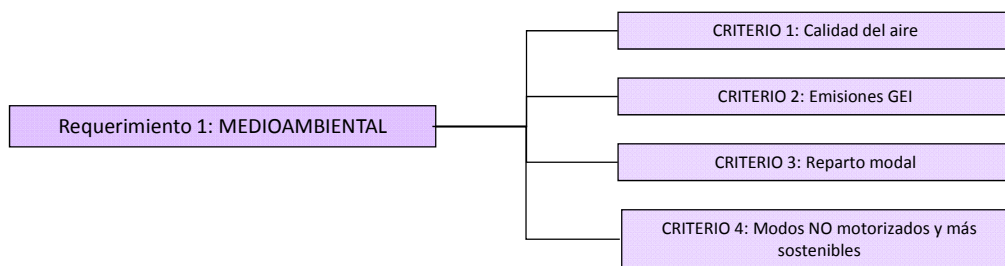 CRITERIO 1: Calidad del aire
CRITERIO 2: Emisiones GEI
Requerimiento 1: MEDIOAMBIENTAL
CRITERIO 3: Reparto modal
CRITERIO 4: Modos NO motorizados y más
sostenibles